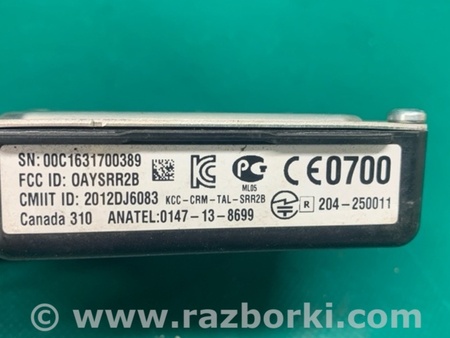 SN: 00C1631700389
FCC ID: OAYSRR2B
CMIIT ID: 2012DJ6083 KCC-CRM-TAL-SRR2B
Canada 310 ANATEL:0147-13-8699
ML05
CE0700
R 204-250011
© www.razborki.com